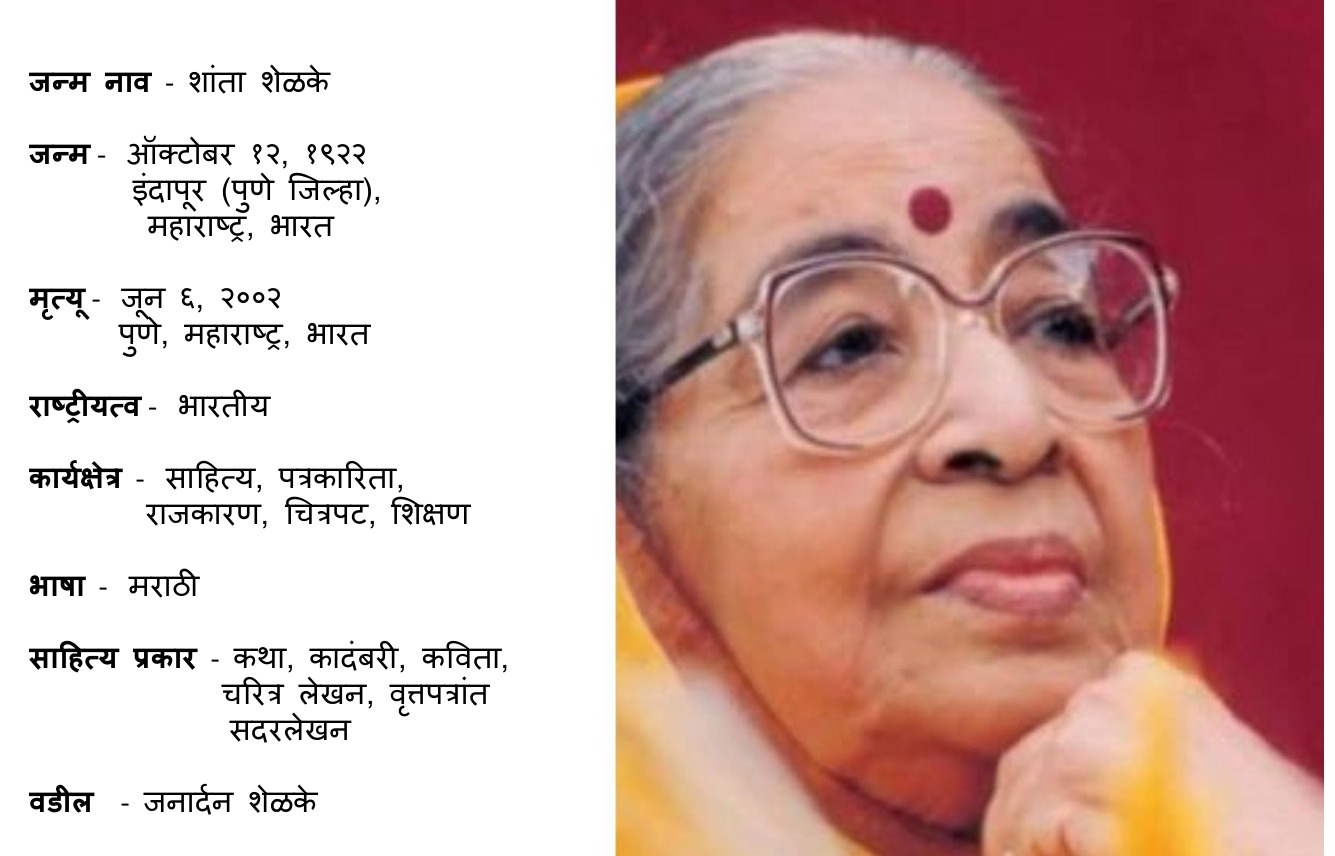 जन्म नाव - शांता शेळके
जन्म - ऑक्टोबर १२, १९२२
इंदापूर (पुणे जिल्हा),
महाराष्ट्र, भारत
मृत्यू - जून ६, २००२
पुणे, महाराष्ट्र, भारत
राष्ट्रीयत्व - भारतीय
कार्यक्षेत्र - साहित्य, पत्रकारिता,
राजकारण, चित्रपट, शिक्षण
भाषा - मराठी
साहित्य प्रकार - कथा, कादंबरी, कविता,
चरित्र लेखन, वृत्तपत्रांत
सदरलेखन
वडील - जनार्दन शेळके